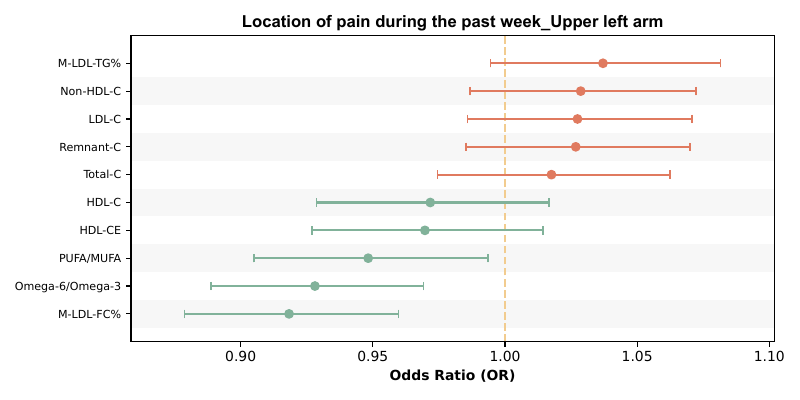 Location of pain during the past week_Upper left arm
M-LDL-TG%
Non-HDL-C
LDL-C
Remnant-C
Total-C
HDL-C
HDL-CE
PUFA/MUFA
Omega-6/Omega-3
M-LDL-FC%
0.90 0.95 1.00 1.05 1.10
Odds Ratio (OR)